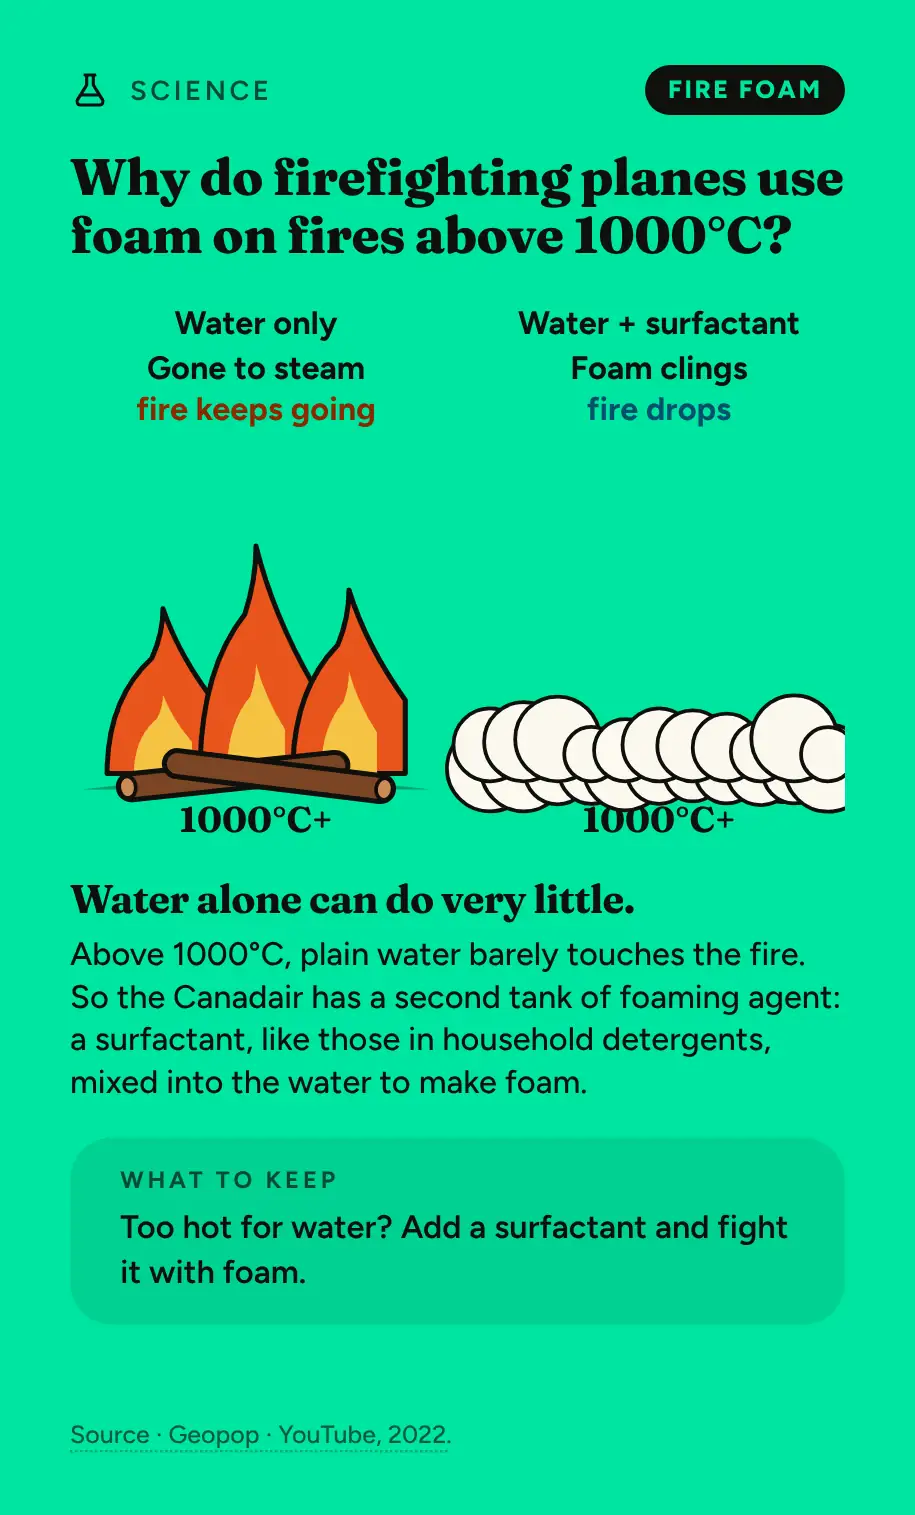 SCIENCE
FIRE FOAM
Why do firefighting planes use
foam on fires above 1000°C?
Water only
Gone to steam
fire keeps going
Water + surfactant
Foam clings
fire drops
1000°C+
1000°C+
Water alone can do very little.
Above 1000°C, plain water barely touches the fire.
So the Canadair has a second tank of foaming agent:
a surfactant, like those in household detergents,
mixed into the water to make foam.
WHAT TO KEEP
Too hot for water? Add a surfactant and fight
it with foam.
Source · Geopop · YouTube, 2022.